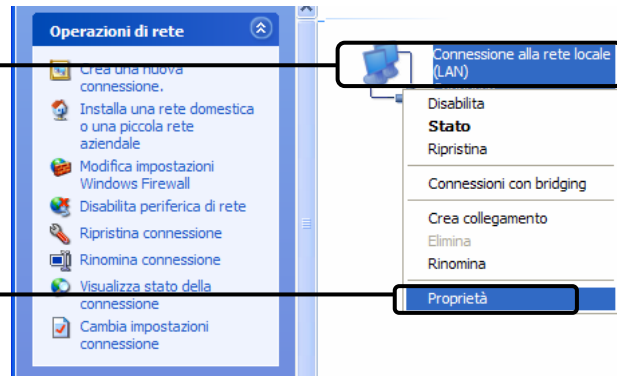 Operazioni di rete
Crea una nuova
connessione.
Installa una rete domestica
o una piccola rete
aziendale
Modifica impostazioni
Windows Firewall
Disabilita periferica di rete
Ripristina connessione
Rinomina connessione
Visualizza stato della
connessione
Cambia impostazioni
connessione
Connessione alla rete locale
(LAN)
Disabilita
Stato
Ripristina
Connessioni con bridging
Crea collegamento
Elimina
Rinomina
Proprietà